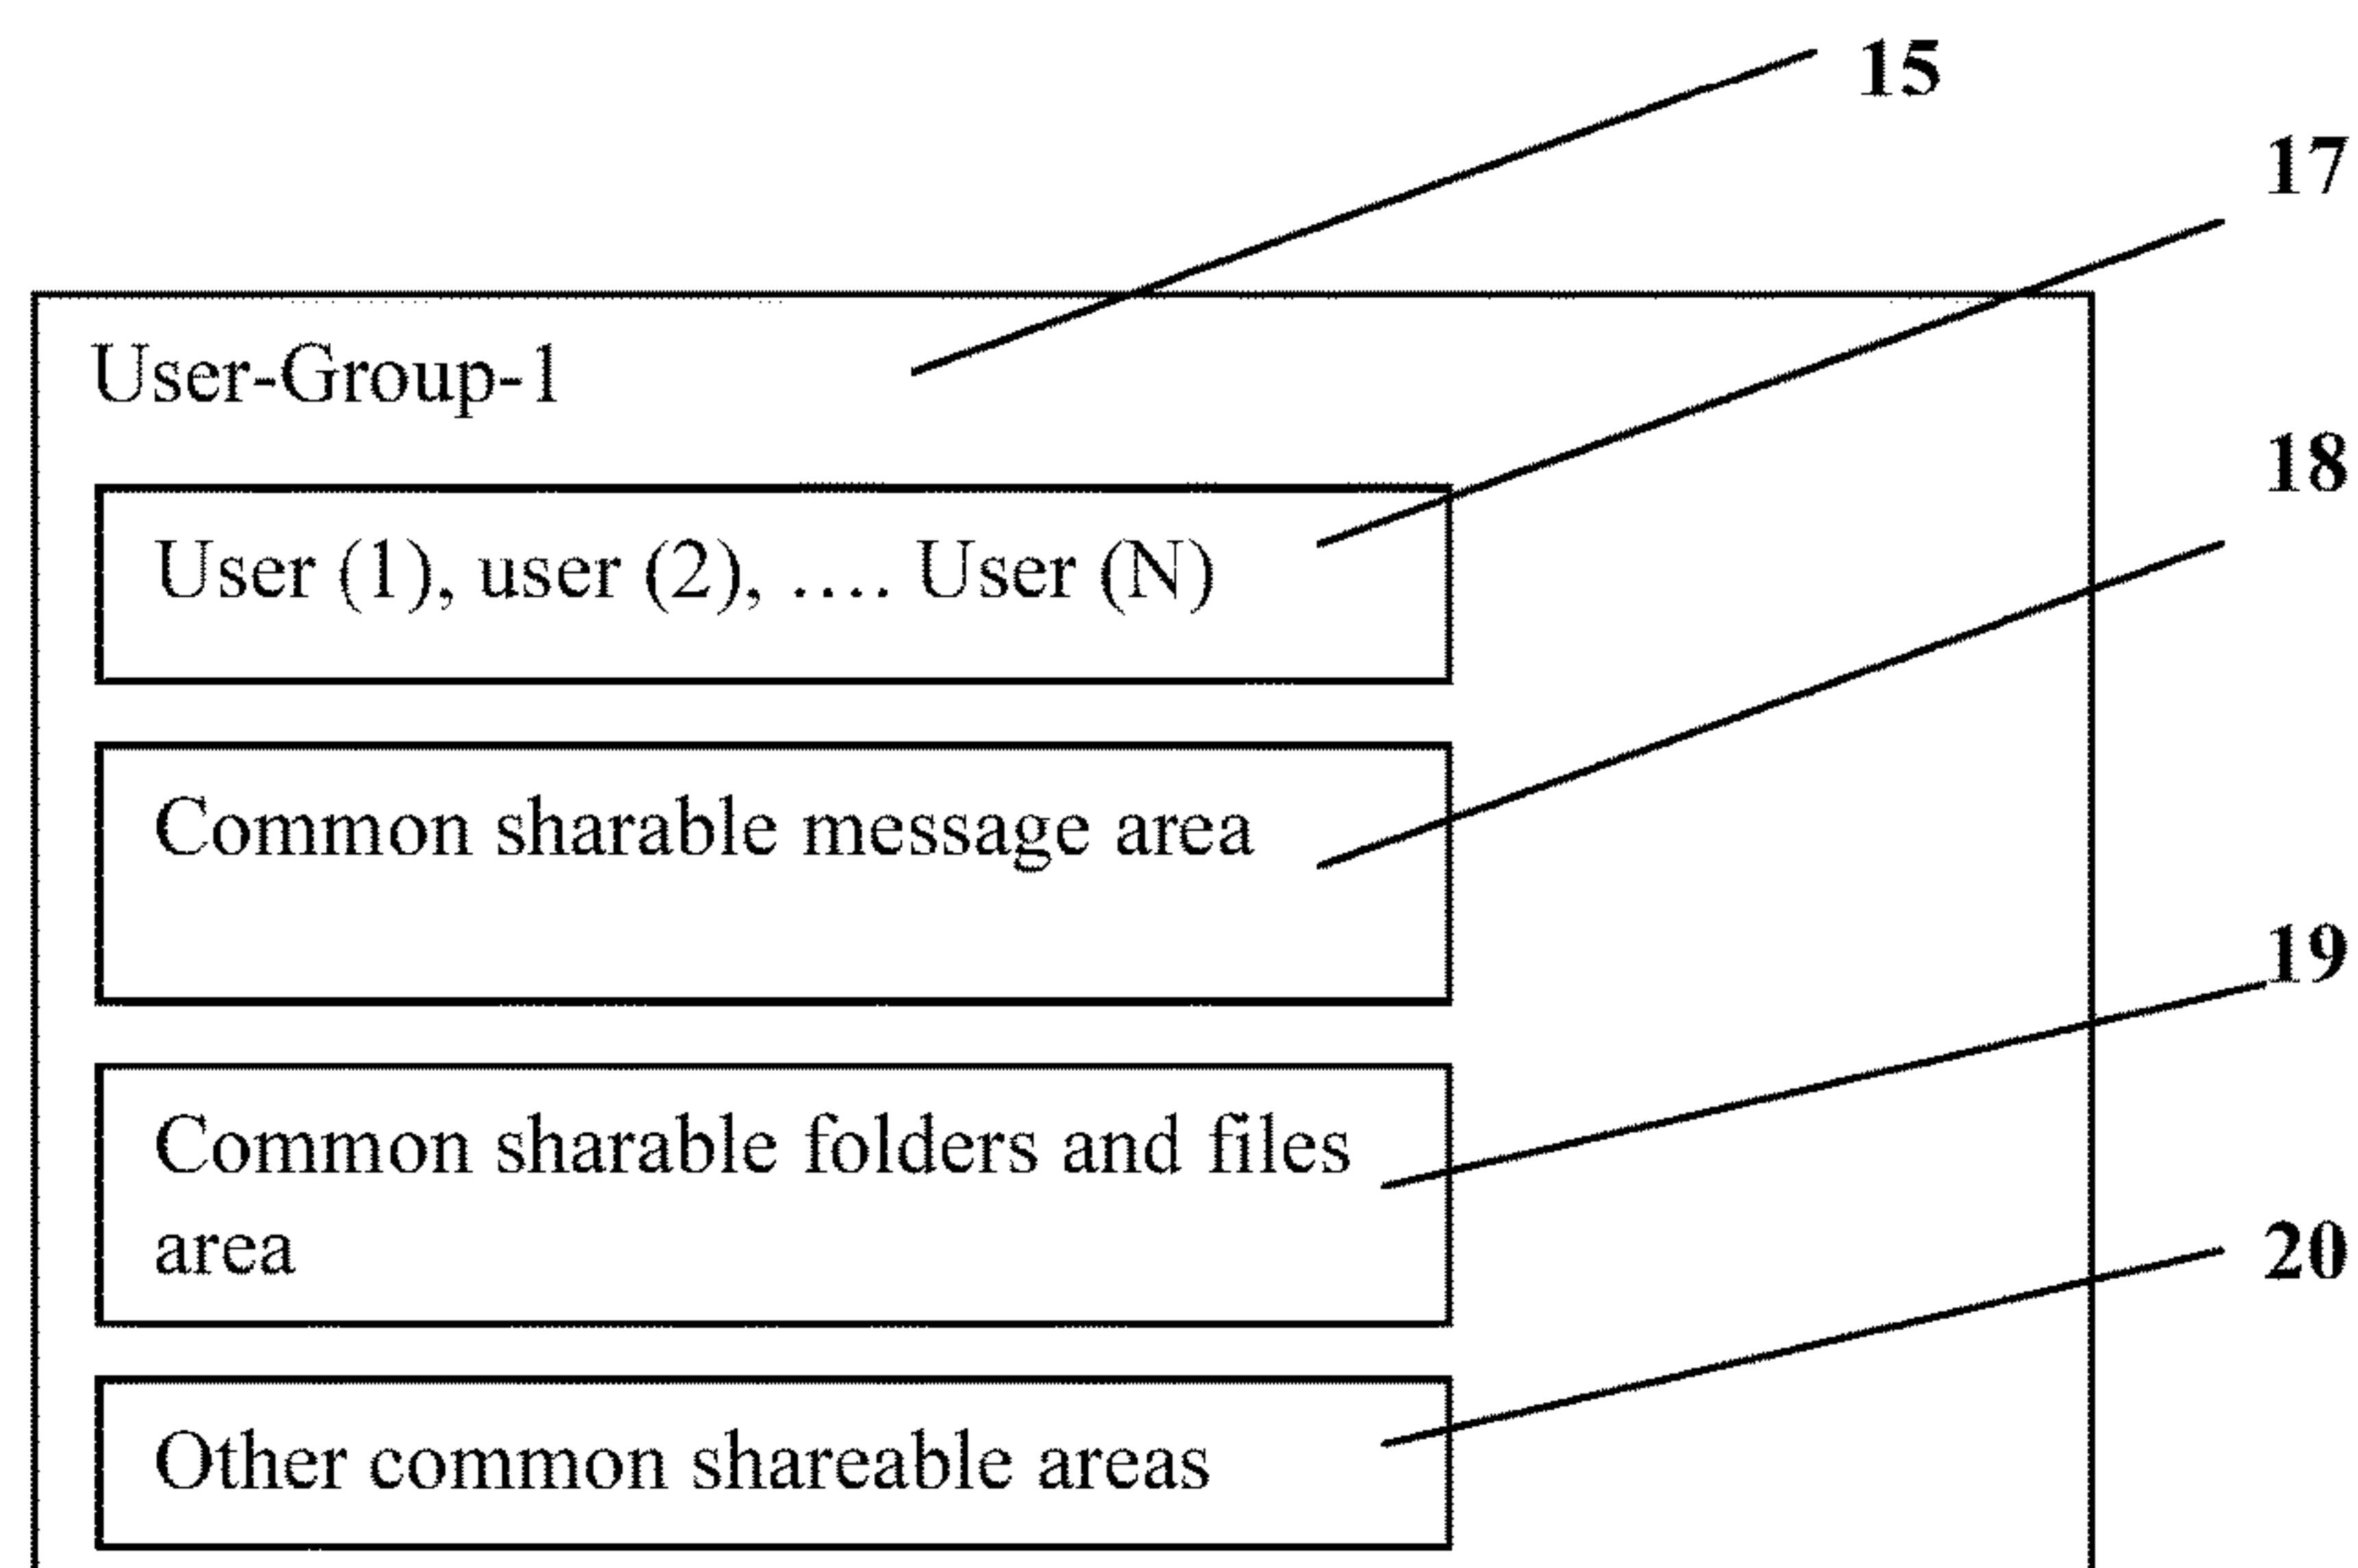 15
17
User-Group-1
18
User (1), user (2), .... User (N)
Common sharable message area
19
Common sharable folders and files
area
20
Other common shareable areas